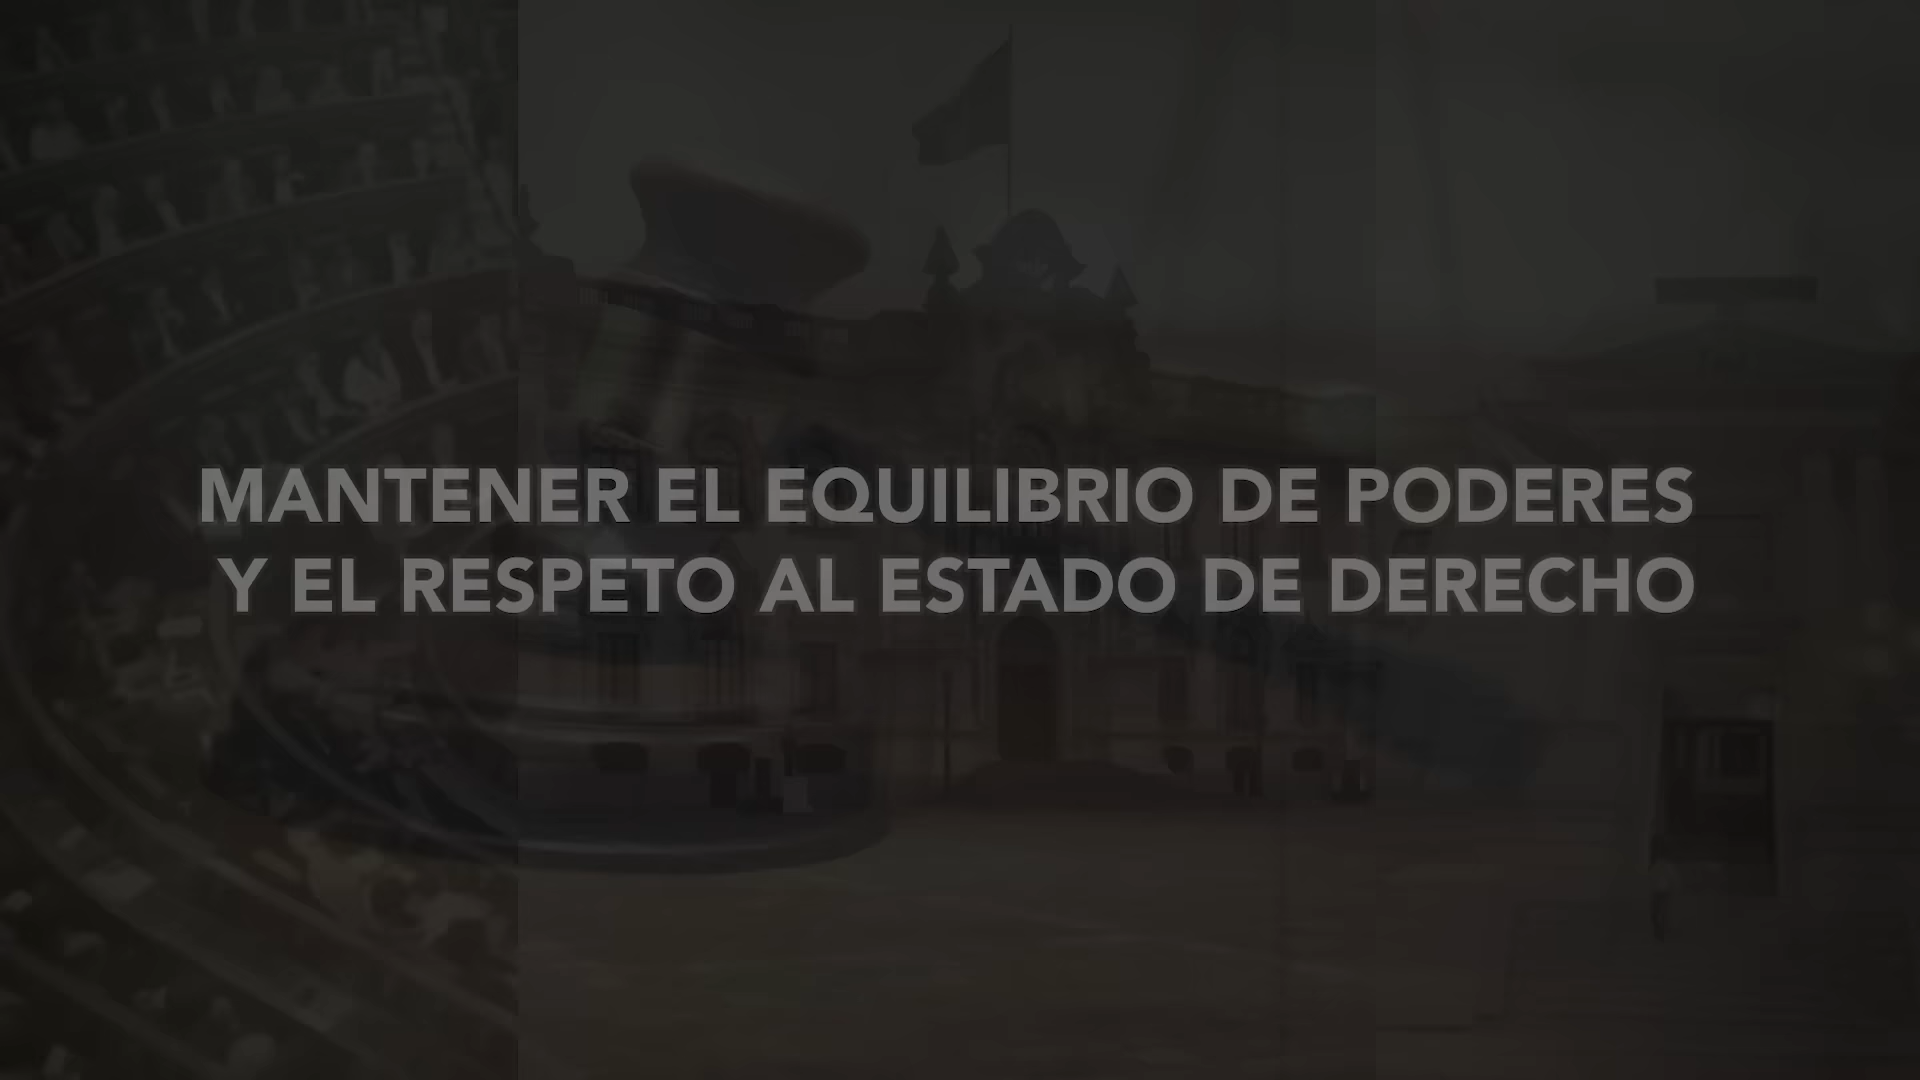 MANTENER EL EQUILIBRIO DE PODERES
Y EL RESPETO AL ESTADO DE DERECHO